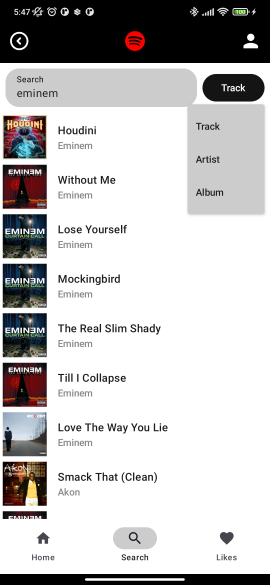 5:47
100
Search
eminem
Track
Track
Artist
Album
HOUDINI
Houdini
Eminem
EMINEM
Without Me
Eminem
EMINEM
CURTAIN CALL
Lose Yourself
Eminem
EMINEM
CURTAIN CALL
Mockingbird
Eminem
EMINEM
CURTAIN CALL
The Real Slim Shady
Eminem
EMINEM
Till I Collapse
Eminem
Love The Way You Lie
Eminem
AKON
Smack That (Clean)
Akon
EMINEM
Home
Search
Likes